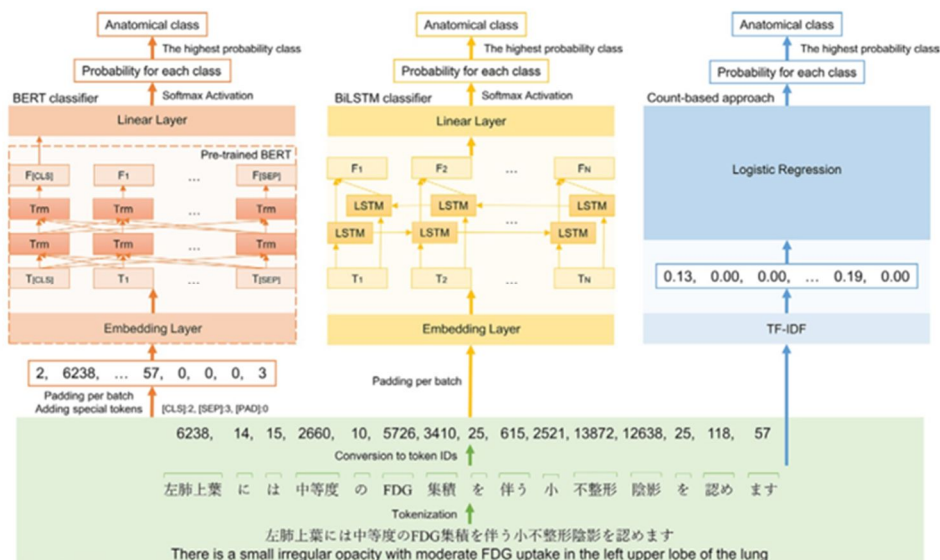 Anatomical class
The highest probability class
Probability for each class
Softmax Activation
BERT classifier
Linear Layer
Pre-trained BERT
F[CLS] F1 ... F[SEP]
Trm Trm ... Trm
Trm Trm ... Trm
T[CLS] T1 ... T[SEP]
Embedding Layer
2, 6238, ... 57, 0, 0, 0, 3
Padding per batch
Adding special tokens [CLS]:2, [SEP]:3, [PAD]:0
Anatomical class
The highest probability class
Probability for each class
Softmax Activation
BiLSTM classifier
Linear Layer
F1 F2 ... FN
LSTM LSTM LSTM
LSTM LSTM ... LSTM
T1 T2 ... TN
Embedding Layer
Padding per batch
Anatomical class
The highest probability class
Probability for each class
Count-based approach
Logistic Regression
0.13, 0.00, 0.00, ... 0.19, 0.00
TF-IDF
6238, 14, 15, 2660, 10, 5726, 3410, 25, 615, 2521, 13872, 12638, 25, 118, 57
Conversion to token IDs
左肺上葉 に は 中等度 の FDG 集積 を 伴う 小 不整形 陰影 を 認め ます
Tokenization
左肺上葉には中等度のFDG集積を伴う小不整形陰影を認めます
There is a small irregular opacity with moderate FDG uptake in the left upper lobe of the lung